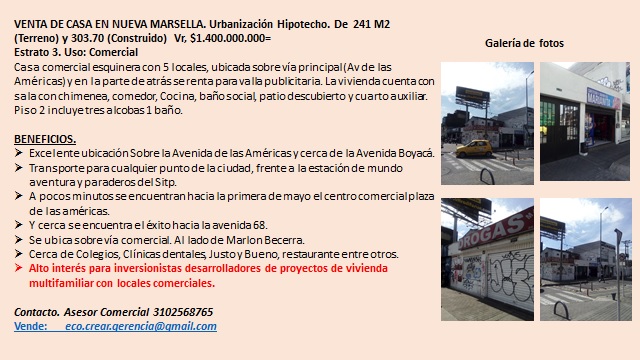 VENTA DE CASA EN NUEVA MARSELLA. Urbanización Hipotecho. De 241 M2
(Terreno) y 303.70 (Construido) Vr, $1.400.000.000=
Estrato 3. Uso: Comercial
Casa comercial esquinera con 5 locales, ubicada sobre vía principal (Av de las
Américas) y en la parte de atrás se renta para valla publicitaria. La vivienda cuenta con
sala con chimenea, comedor, Cocina, baño social, patio descubierto y cuarto auxiliar.
Piso 2 incluye tres alcobas 1 baño.
BENEFICIOS.
➢ Excelente ubicación Sobre la Avenida de las Américas y cerca de la Avenida Boyacá.
➢ Transporte para cualquier punto de la ciudad, frente a la estación de mundo
aventura y paraderos del Sitp.
➢ A pocos minutos se encuentran hacia la primera de mayo el centro comercial plaza
de las américas.
➢ Y cerca se encuentra el éxito hacia la avenida 68.
➢ Se ubica sobre vía comercial. Al lado de Marlon Becerra.
➢ Cerca de Colegios, Clínicas dentales, Justo y Bueno, restaurante entre otros.
➢ Alto interés para inversionistas desarrolladores de proyectos de vivienda
multifamiliar con locales comerciales.
Contacto. Asesor Comercial 3102568765
Vende: eco.crear.gerencia@gmail.com
Galería de fotos
DROGAS